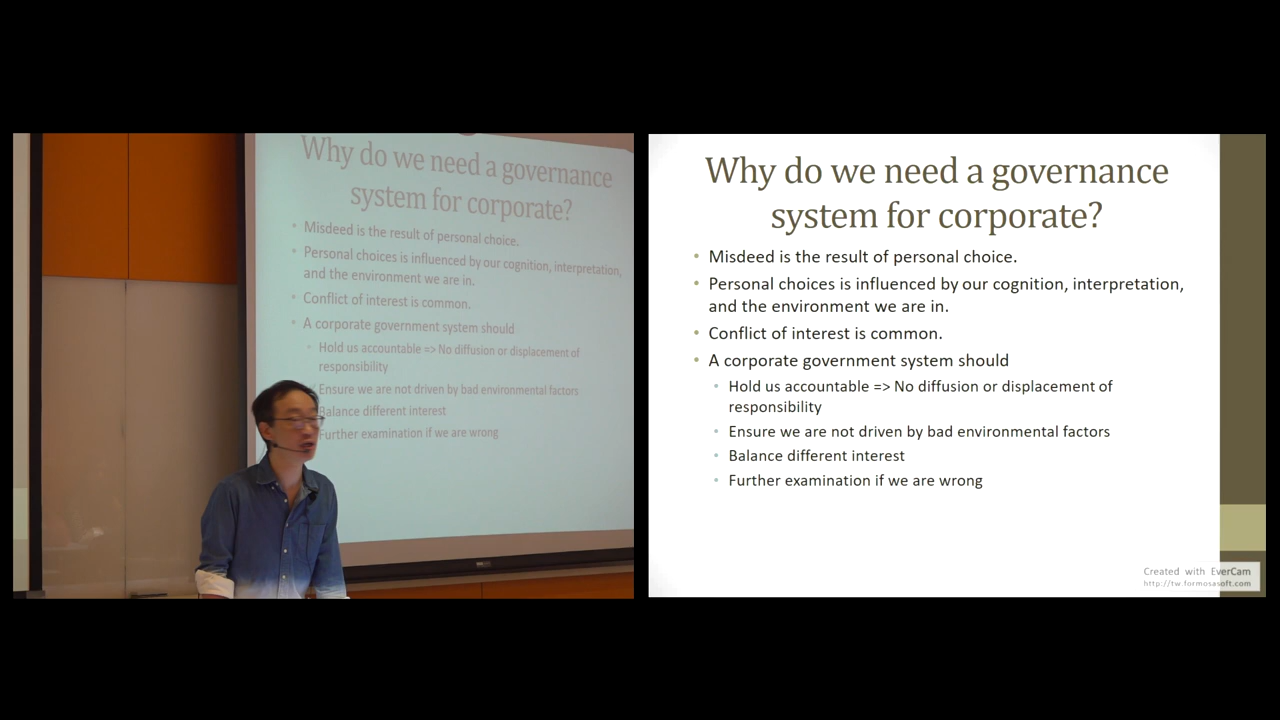 Why do we need a governance
system for corporate?
• Misdeed is the result of personal choice.
• Personal choices is influenced by our cognition, interpretation,
and the environment we are in.
• Conflict of interest is common.
• A corporate government system should
• Hold us accountable => No diffusion or displacement of
responsibility
• Ensure we are not driven by bad environmental factors
• Balance different interest
• Further examination if we are wrong
Why do we need a governance
system for corporate?
• Misdeed is the result of personal choice.
• Personal choices is influenced by our cognition, interpretation,
and the environment we are in.
• Conflict of interest is common.
• A corporate government system should
• Hold us accountable => No diffusion or displacement of
responsibility
• Ensure we are not driven by bad environmental factors
• Balance different interest
• Further examination if we are wrong
Created with EverCam
http://tw.formosasoft.com